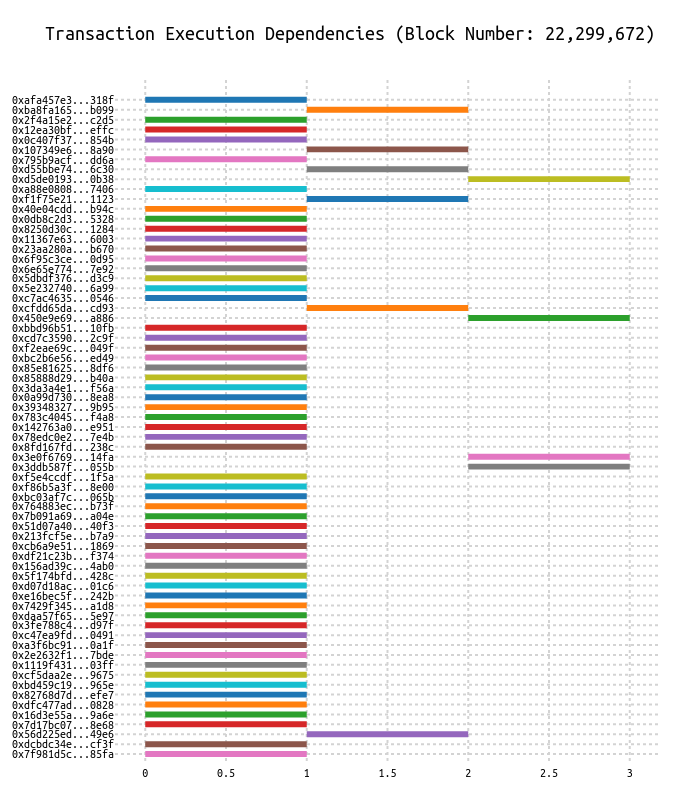 Transaction Execution Dependencies (Block Number: 22,299,672)
0xafa457e3...318f
0xba8fa165...b099
0x2f4a15e2...c2d5
0x12ea30bf...effc
0x0c407f37...854b
0x107349e6...8a90
0x795b9acf...dd6a
0xd55bbe74...6c30
0xd5de0193...0b38
0xa88e0808...7406
0xf1f75e21...1123
0x40e04cdd...b94c
0x0db8c2d3...5328
0x8250d30c...1284
0x11367e63...6003
0x23aa280a...b670
0x6f95c3ce...0d95
0x6e65e774...7e92
0x5dbdf376...d3c9
0x5e232740...6a99
0xc7ac4635...0546
0xcfdd65da...cd93
0x450e9e69...a886
0xbbd96b51...10fb
0xcd7c3590...2c9f
0xf2eae69c...049f
0xbc2b6e56...ed49
0x85e81625...8df6
0x85888d29...b40a
0x3da3a4e1...f56a
0x0a99d730...8ea8
0x39348327...9b95
0x783c4045...f4a8
0x142763a0...e951
0x78edc0e2...7e4b
0x8fd167fd...238c
0x3e0f6769...14fa
0x3ddb587f...055b
0xf5e4ccdf...1f5a
0xf86b5a3f...8e00
0xbc03af7c...065b
0x764883ec...b73f
0x7b091a69...a04e
0x51d07a40...40f3
0x213fcf5e...b7a9
0xcb6a9e51...1869
0xdf21c23b...f374
0x156ad39c...4ab0
0x5f174bfd...428c
0xd07d18ac...01c6
0xe16bec5f...242b
0x7429f345...a1d8
0xdaa57f65...5e97
0x3fe788c4...d97f
0xc47ea9fd...0491
0xa3f6bc91...0a1f
0x2e2632f1...7bde
0x1119f431...03ff
0xcf5daa2e...9675
0xbd459c19...965e
0x82768d7d...efe7
0xdfc477ad...0828
0x16d3e55a...9a6e
0x7d17bc07...8e68
0x56d225ed...49e6
0xdcbdc34e...cf3f
0x7f981d5c...85fa
0 0.5 1 1.5 2 2.5 3